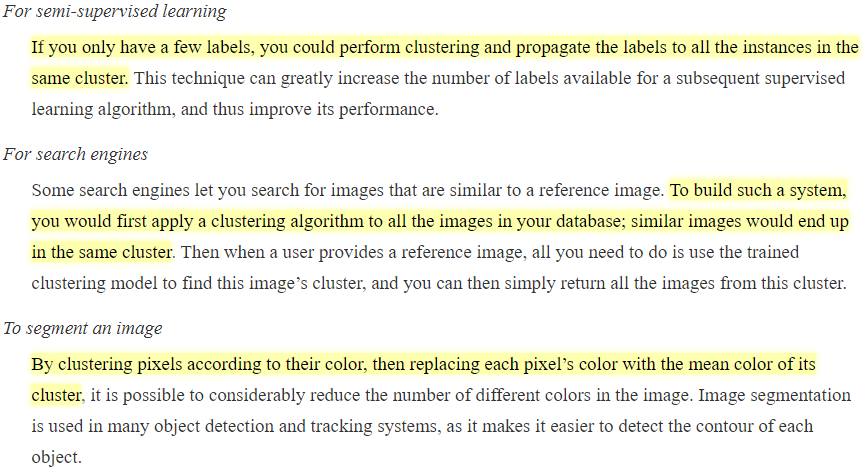 For semi-supervised learning
If you only have a few labels, you could perform clustering and propagate the labels to all the instances in the
same cluster. This technique can greatly increase the number of labels available for a subsequent supervised
learning algorithm, and thus improve its performance.
For search engines
Some search engines let you search for images that are similar to a reference image. To build such a system,
you would first apply a clustering algorithm to all the images in your database; similar images would end up
in the same cluster. Then when a user provides a reference image, all you need to do is use the trained
clustering model to find this image’s cluster, and you can then simply return all the images from this cluster.
To segment an image
By clustering pixels according to their color, then replacing each pixel’s color with the mean color of its
cluster, it is possible to considerably reduce the number of different colors in the image. Image segmentation
is used in many object detection and tracking systems, as it makes it easier to detect the contour of each
object.